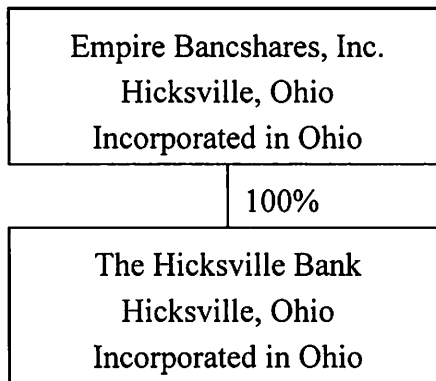 Empire Bancshares, Inc.
Hicksville, Ohio
Incorporated in Ohio
100%
The Hicksville Bank
Hicksville, Ohio
Incorporated in Ohio